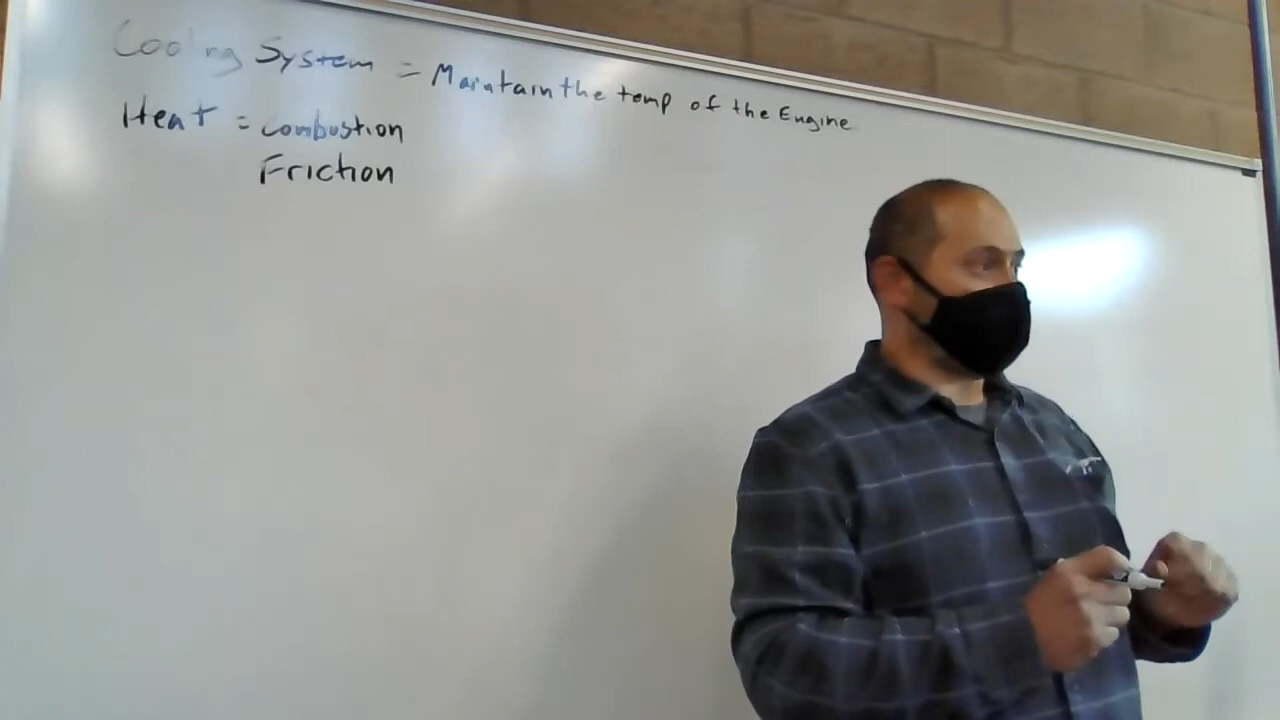 Cooling System = Maintain the temp of the Engine
Heat = combustion
Friction